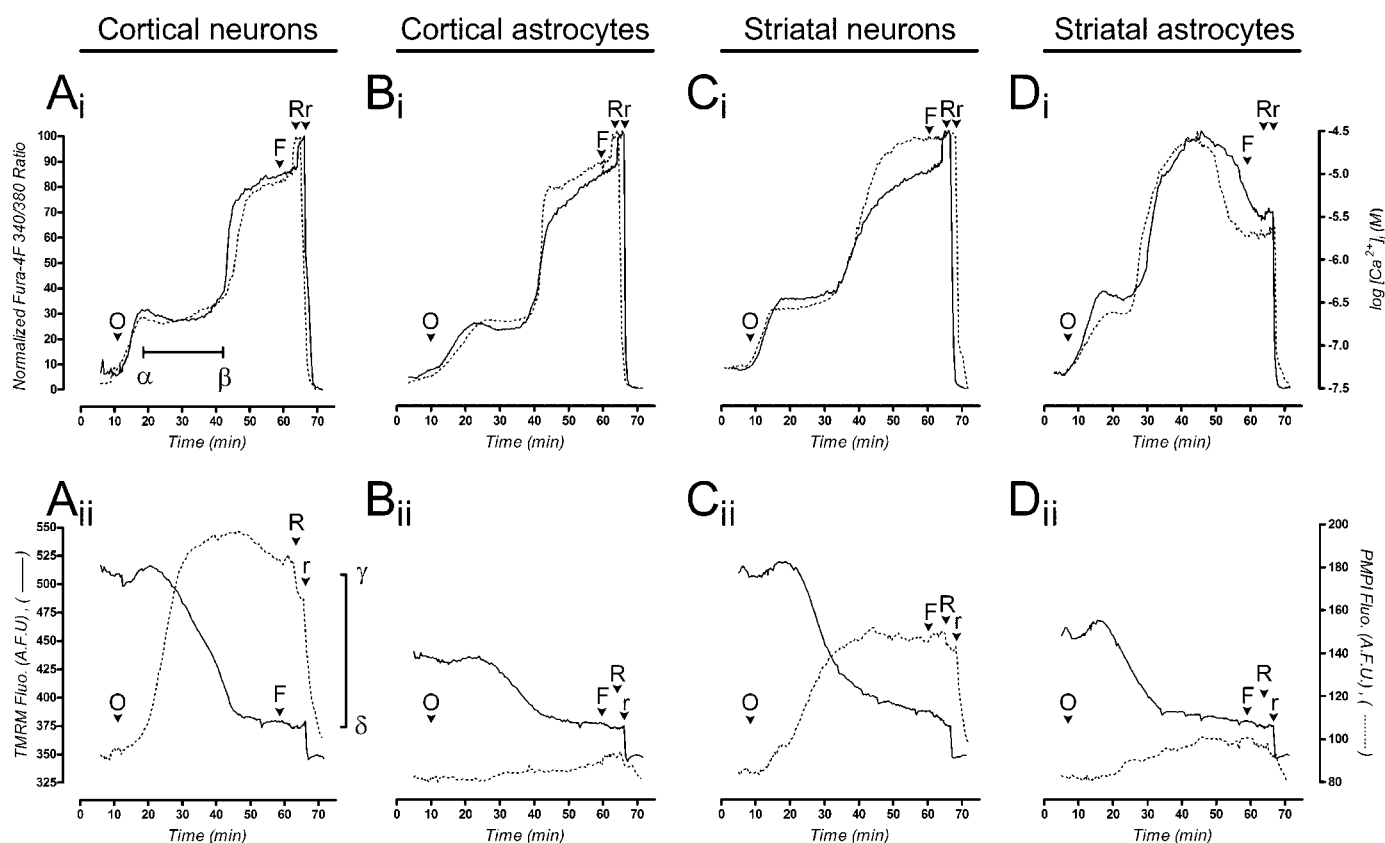 Cortical neurons Cortical astrocytes Striatal neurons Striatal astrocytes
Ai Bi Ci Di
Rr Rr Rr Rr
F F F F
O O O O
α β
Normalized Fura-4F 340/380 Ratio
100
90
80
70
60
50
40
30
20
10
0
-4.5
-5.0
-5.5
-6.0
-6.5
-7.0
-7.5
log [Ca2+]i (M)
0 10 20 30 40 50 60 70 0 10 20 30 40 50 60 70 0 10 20 30 40 50 60 70 0 10 20 30 40 50 60 70
Time (min) Time (min) Time (min) Time (min)
Aii Bii Cii Dii
TMRM Fluo. (A.F.U) , ( —— )
550
525
500
475
450
425
400
375
350
325
R
r
γ
δ
O
F
O
F
R
r
O
F
R
r
O
F
R
r
200
180
160
140
120
100
80
PMPI Fluo. (A.F.U.) , ( ....... )
0 10 20 30 40 50 60 70 0 10 20 30 40 50 60 70 0 10 20 30 40 50 60 70 0 10 20 30 40 50 60 70
Time (min) Time (min) Time (min) Time (min)